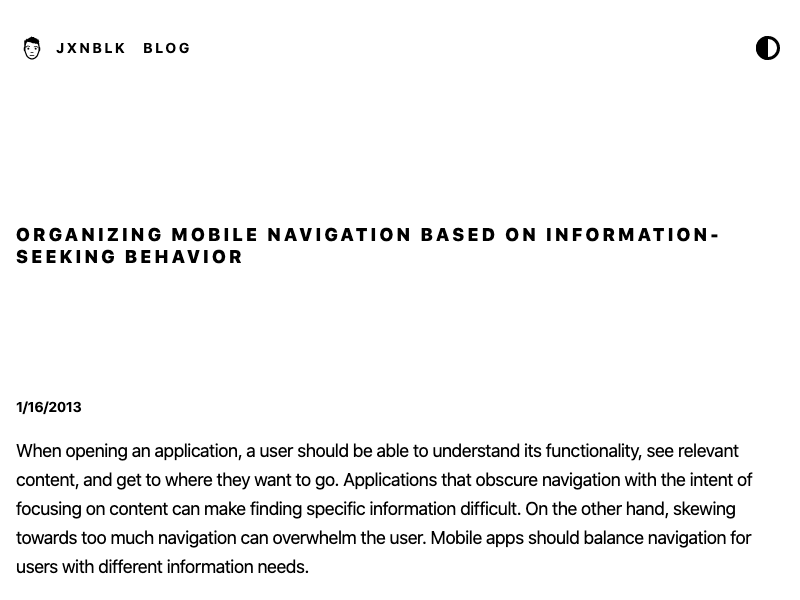 JXNBLK BLOG
ORGANIZING MOBILE NAVIGATION BASED ON INFORMATION-
SEEKING BEHAVIOR
1/16/2013
When opening an application, a user should be able to understand its functionality, see relevant
content, and get to where they want to go. Applications that obscure navigation with the intent of
focusing on content can make finding specific information difficult. On the other hand, skewing
towards too much navigation can overwhelm the user. Mobile apps should balance navigation for
users with different information needs.